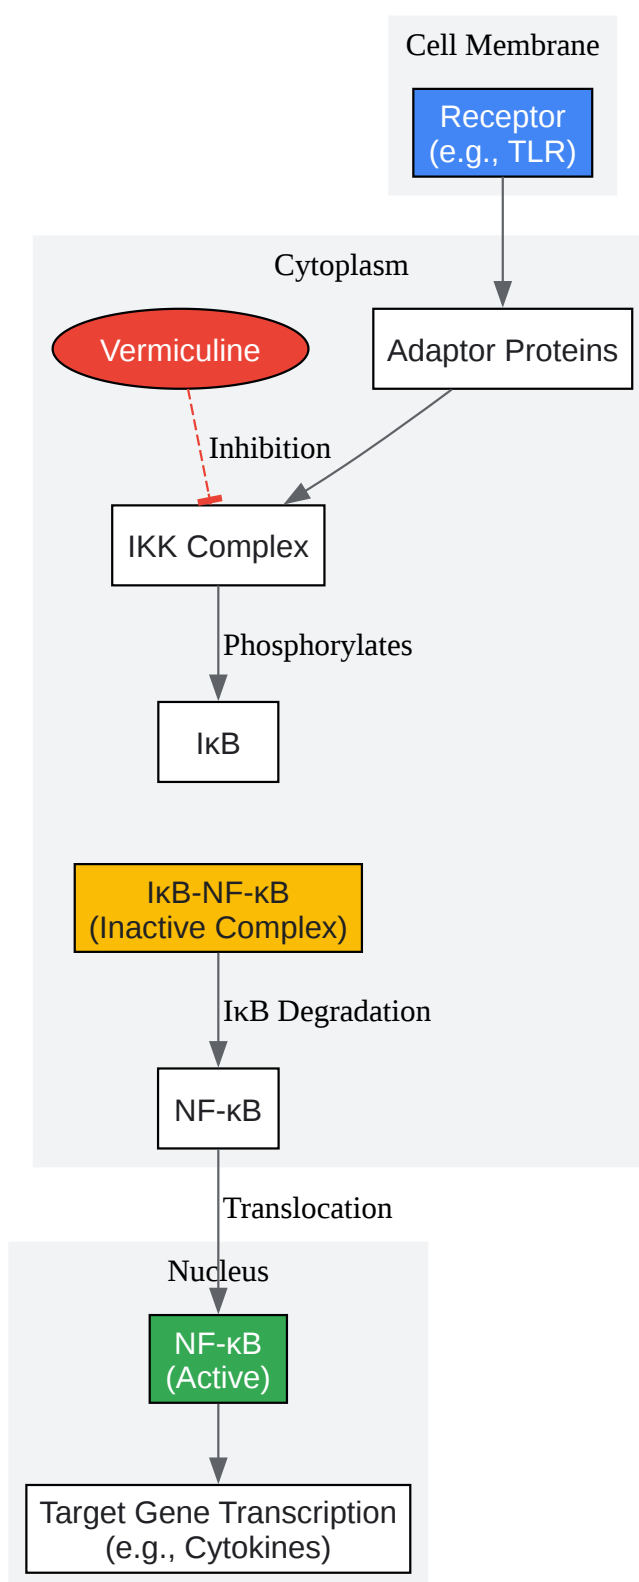 Cell Membrane
Receptor
(e.g., TLR)
Cytoplasm
Vermiculine
Adaptor Proteins
Inhibition
IKK Complex
Phosphorylates
IκB
IκB-NF-κB
(Inactive Complex)
IκB Degradation
NF-κB
Translocation
Nucleus
NF-κB
(Active)
Target Gene Transcription
(e.g., Cytokines)